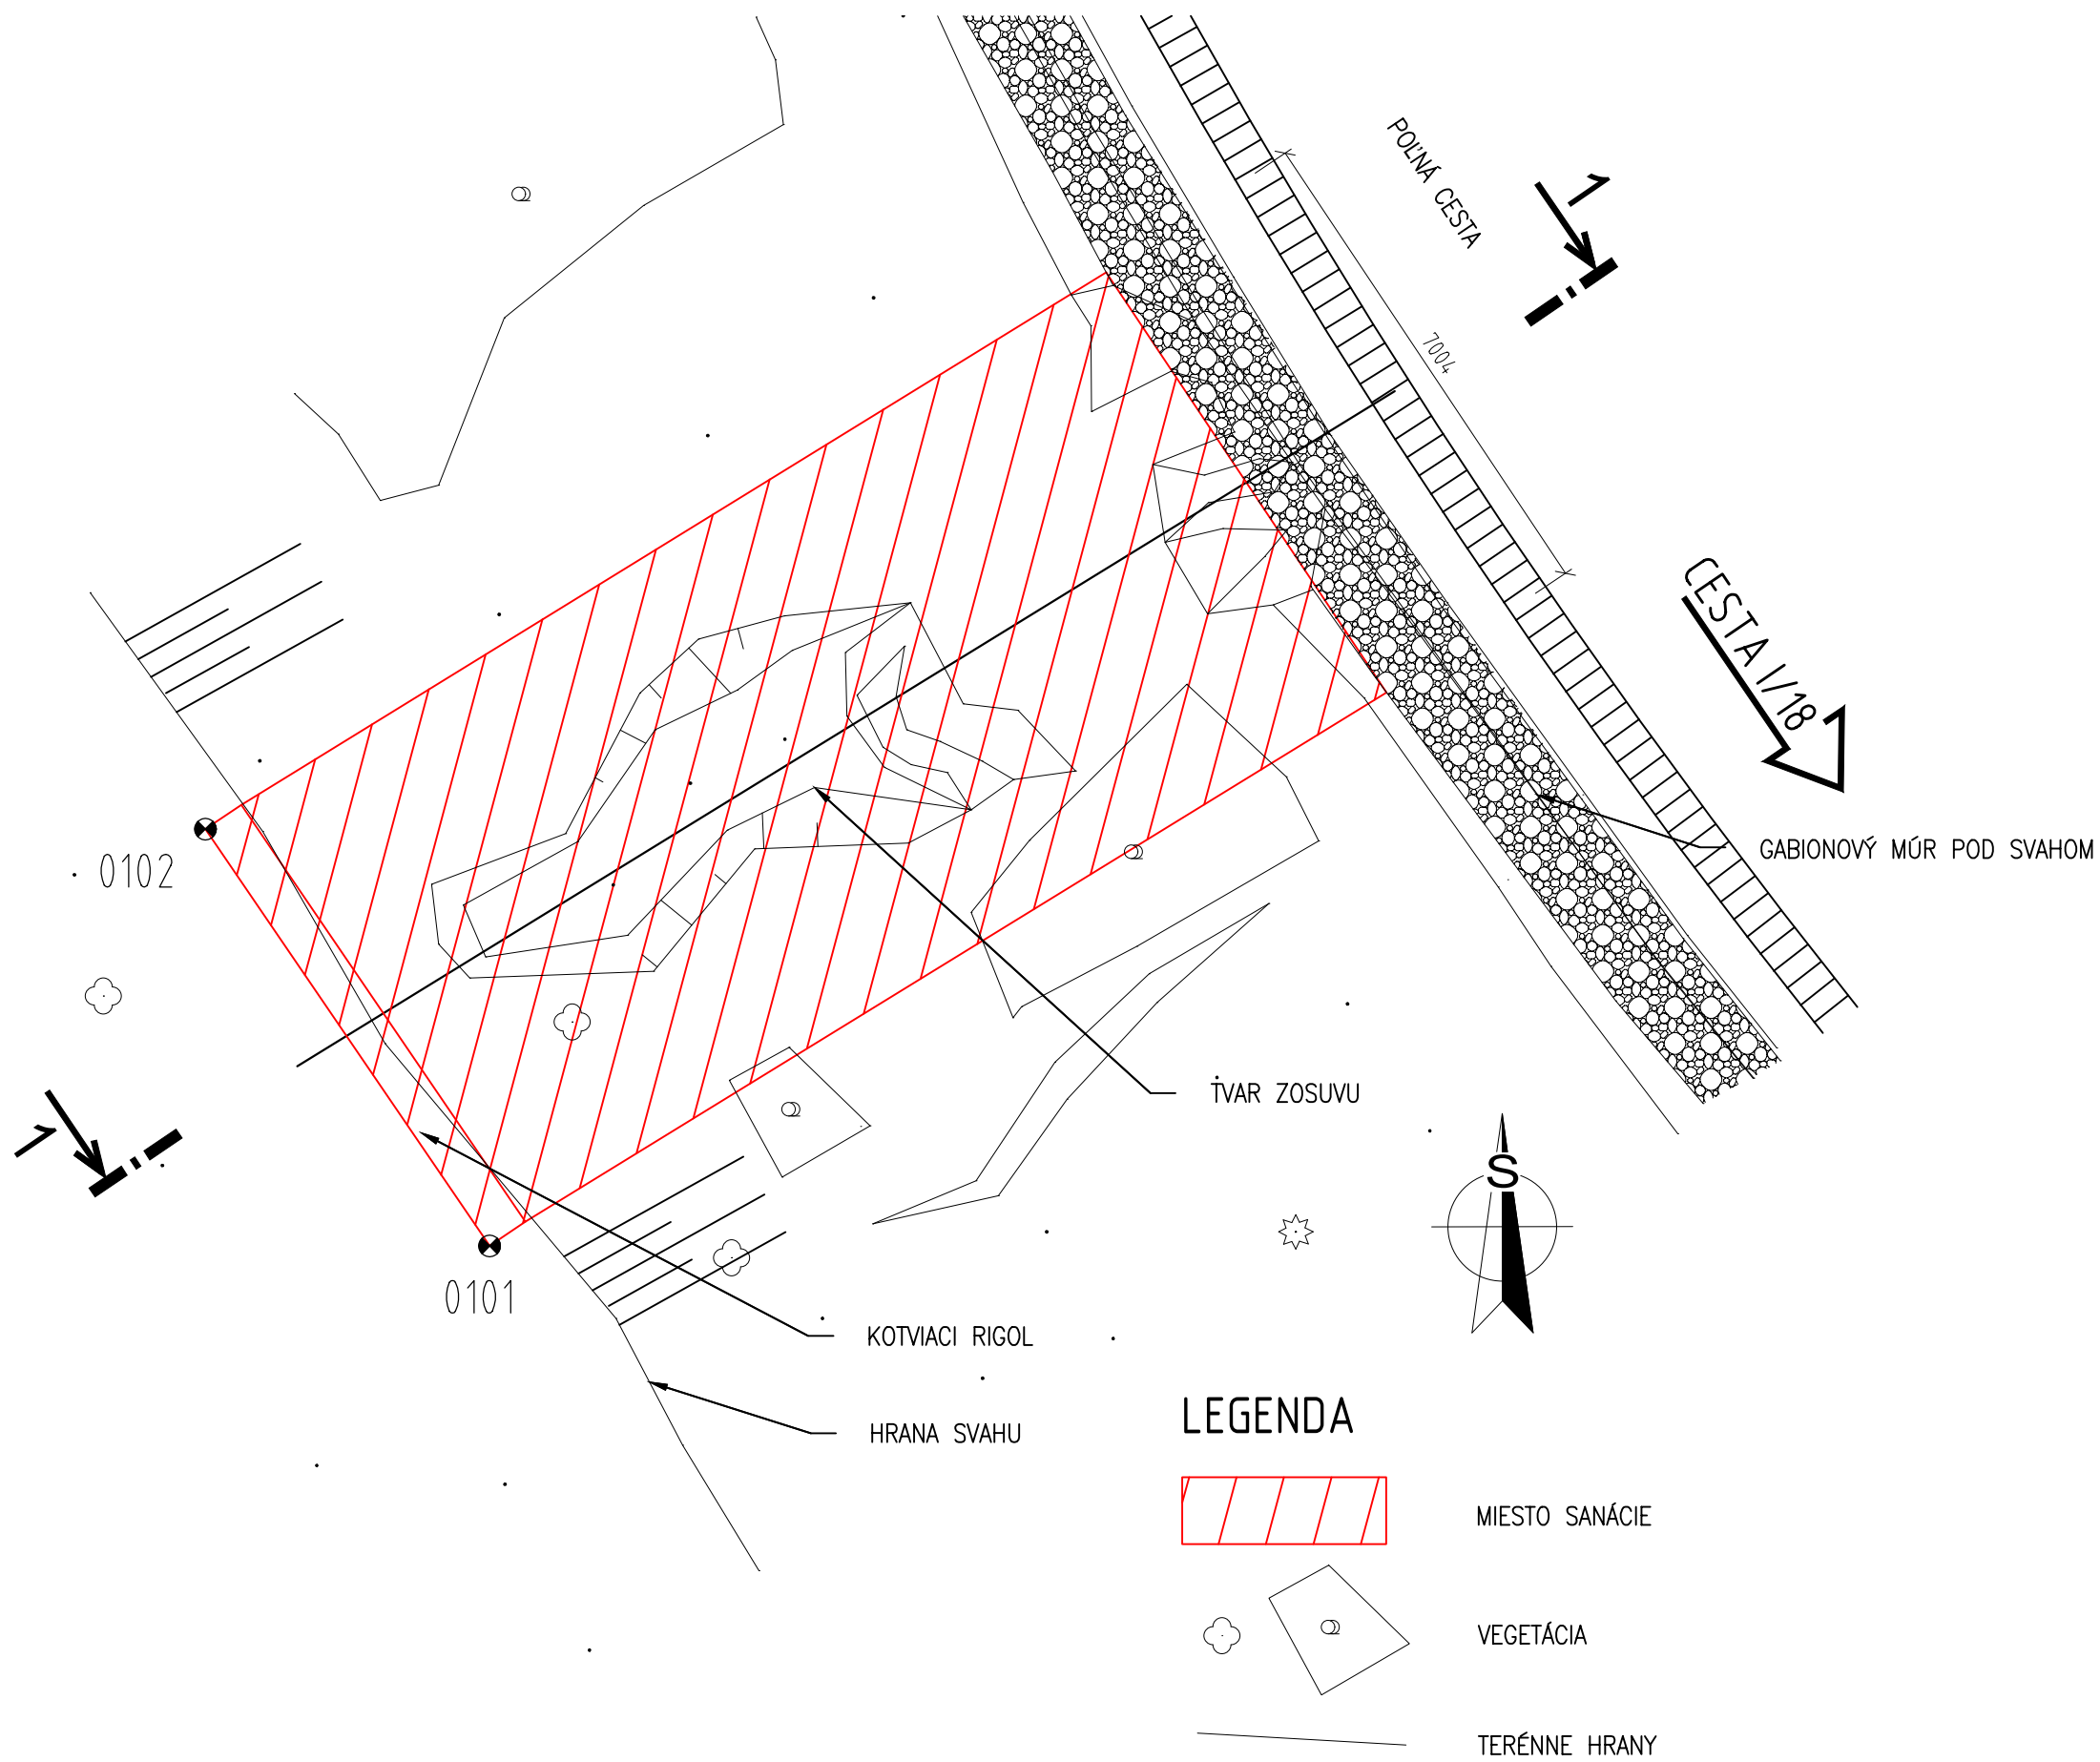 POĽNÁ CESTA
1
7004
CESTA I/18
GABIONOVÝ MÚR POD SVAHOM
0102
TVAR ZOSUVU
1
S
0101
KOTVIACI RIGOL
HRANA SVAHU
LEGENDA
MIESTO SANÁCIE
VEGETÁCIA
TERÉNNE HRANY